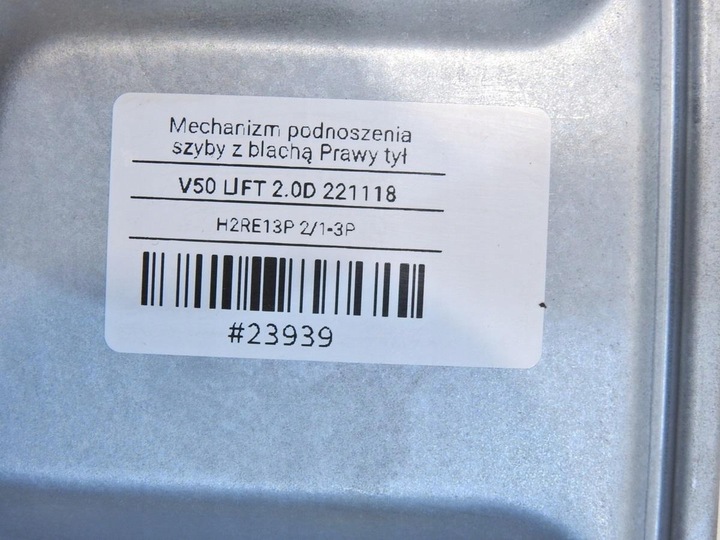 Mechanizm podnoszenia
szyby z blachą Prawy tył
V50 LIFT 2.0D 221118
H2RE13P 2/1-3P
#23939